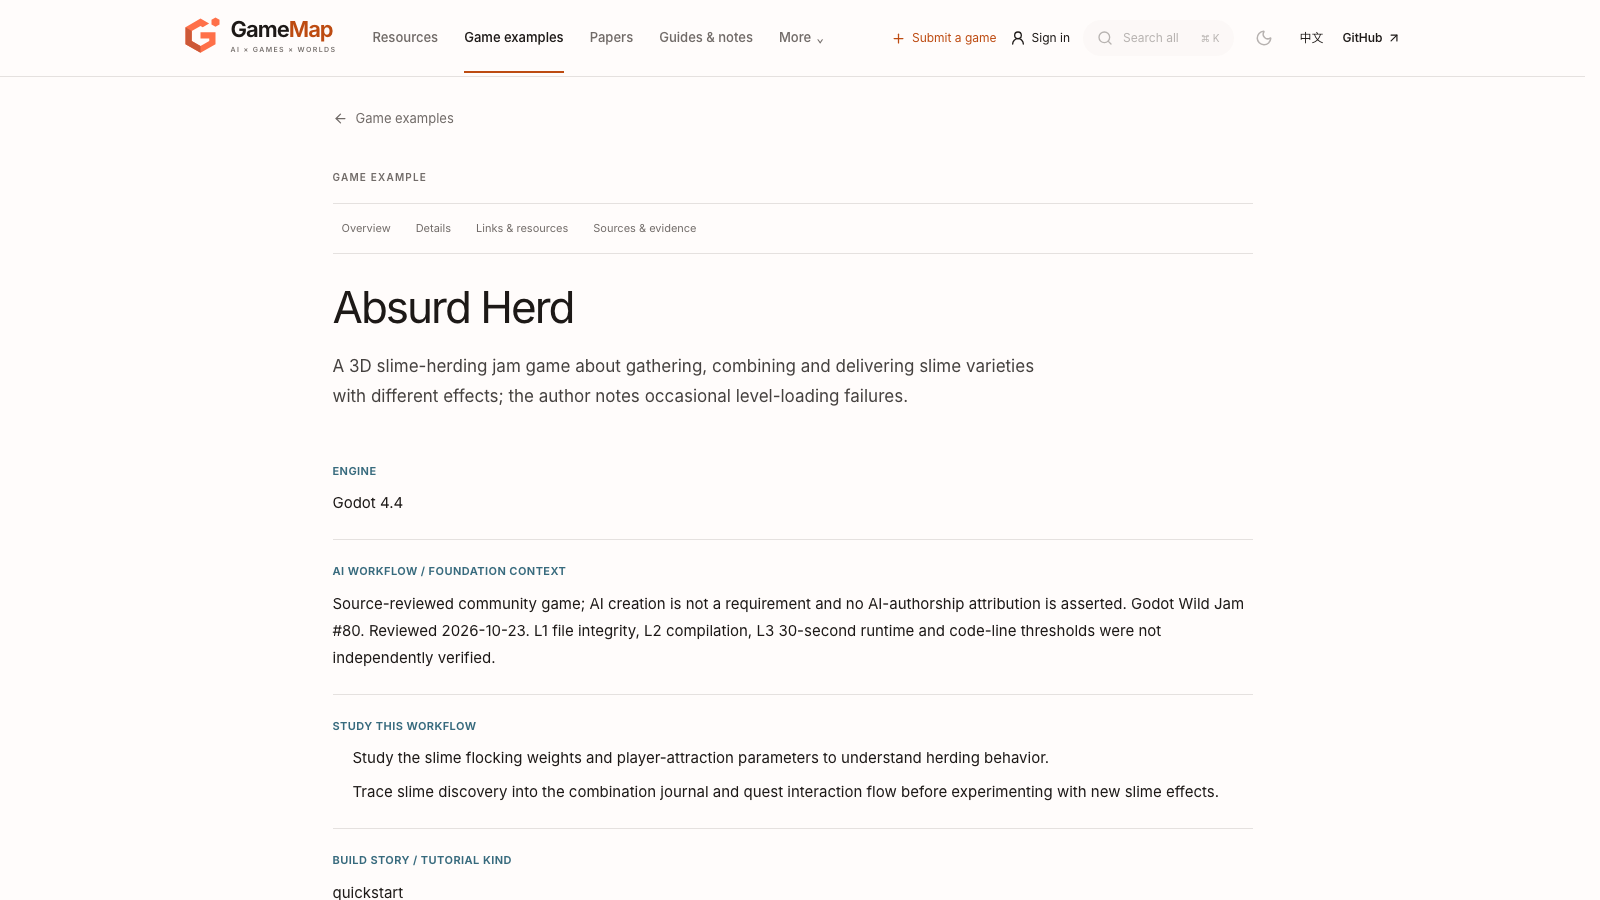 GameMap
AI × GAMES × WORLDS
Resources
Game examples
Papers
Guides & notes
More
Submit a game
Sign in
Search all
⌘ K
中文
GitHub
Game examples
GAME EXAMPLE
Overview
Details
Links & resources
Sources & evidence
Absurd Herd
A 3D slime-herding jam game about gathering, combining and delivering slime varieties
with different effects; the author notes occasional level-loading failures.
ENGINE
Godot 4.4
AI WORKFLOW / FOUNDATION CONTEXT
Source-reviewed community game; AI creation is not a requirement and no AI-authorship attribution is asserted. Godot Wild Jam
#80. Reviewed 2026-10-23. L1 file integrity, L2 compilation, L3 30-second runtime and code-line thresholds were not
independently verified.
STUDY THIS WORKFLOW
Study the slime flocking weights and player-attraction parameters to understand herding behavior.
Trace slime discovery into the combination journal and quest interaction flow before experimenting with new slime effects.
BUILD STORY / TUTORIAL KIND
quickstart